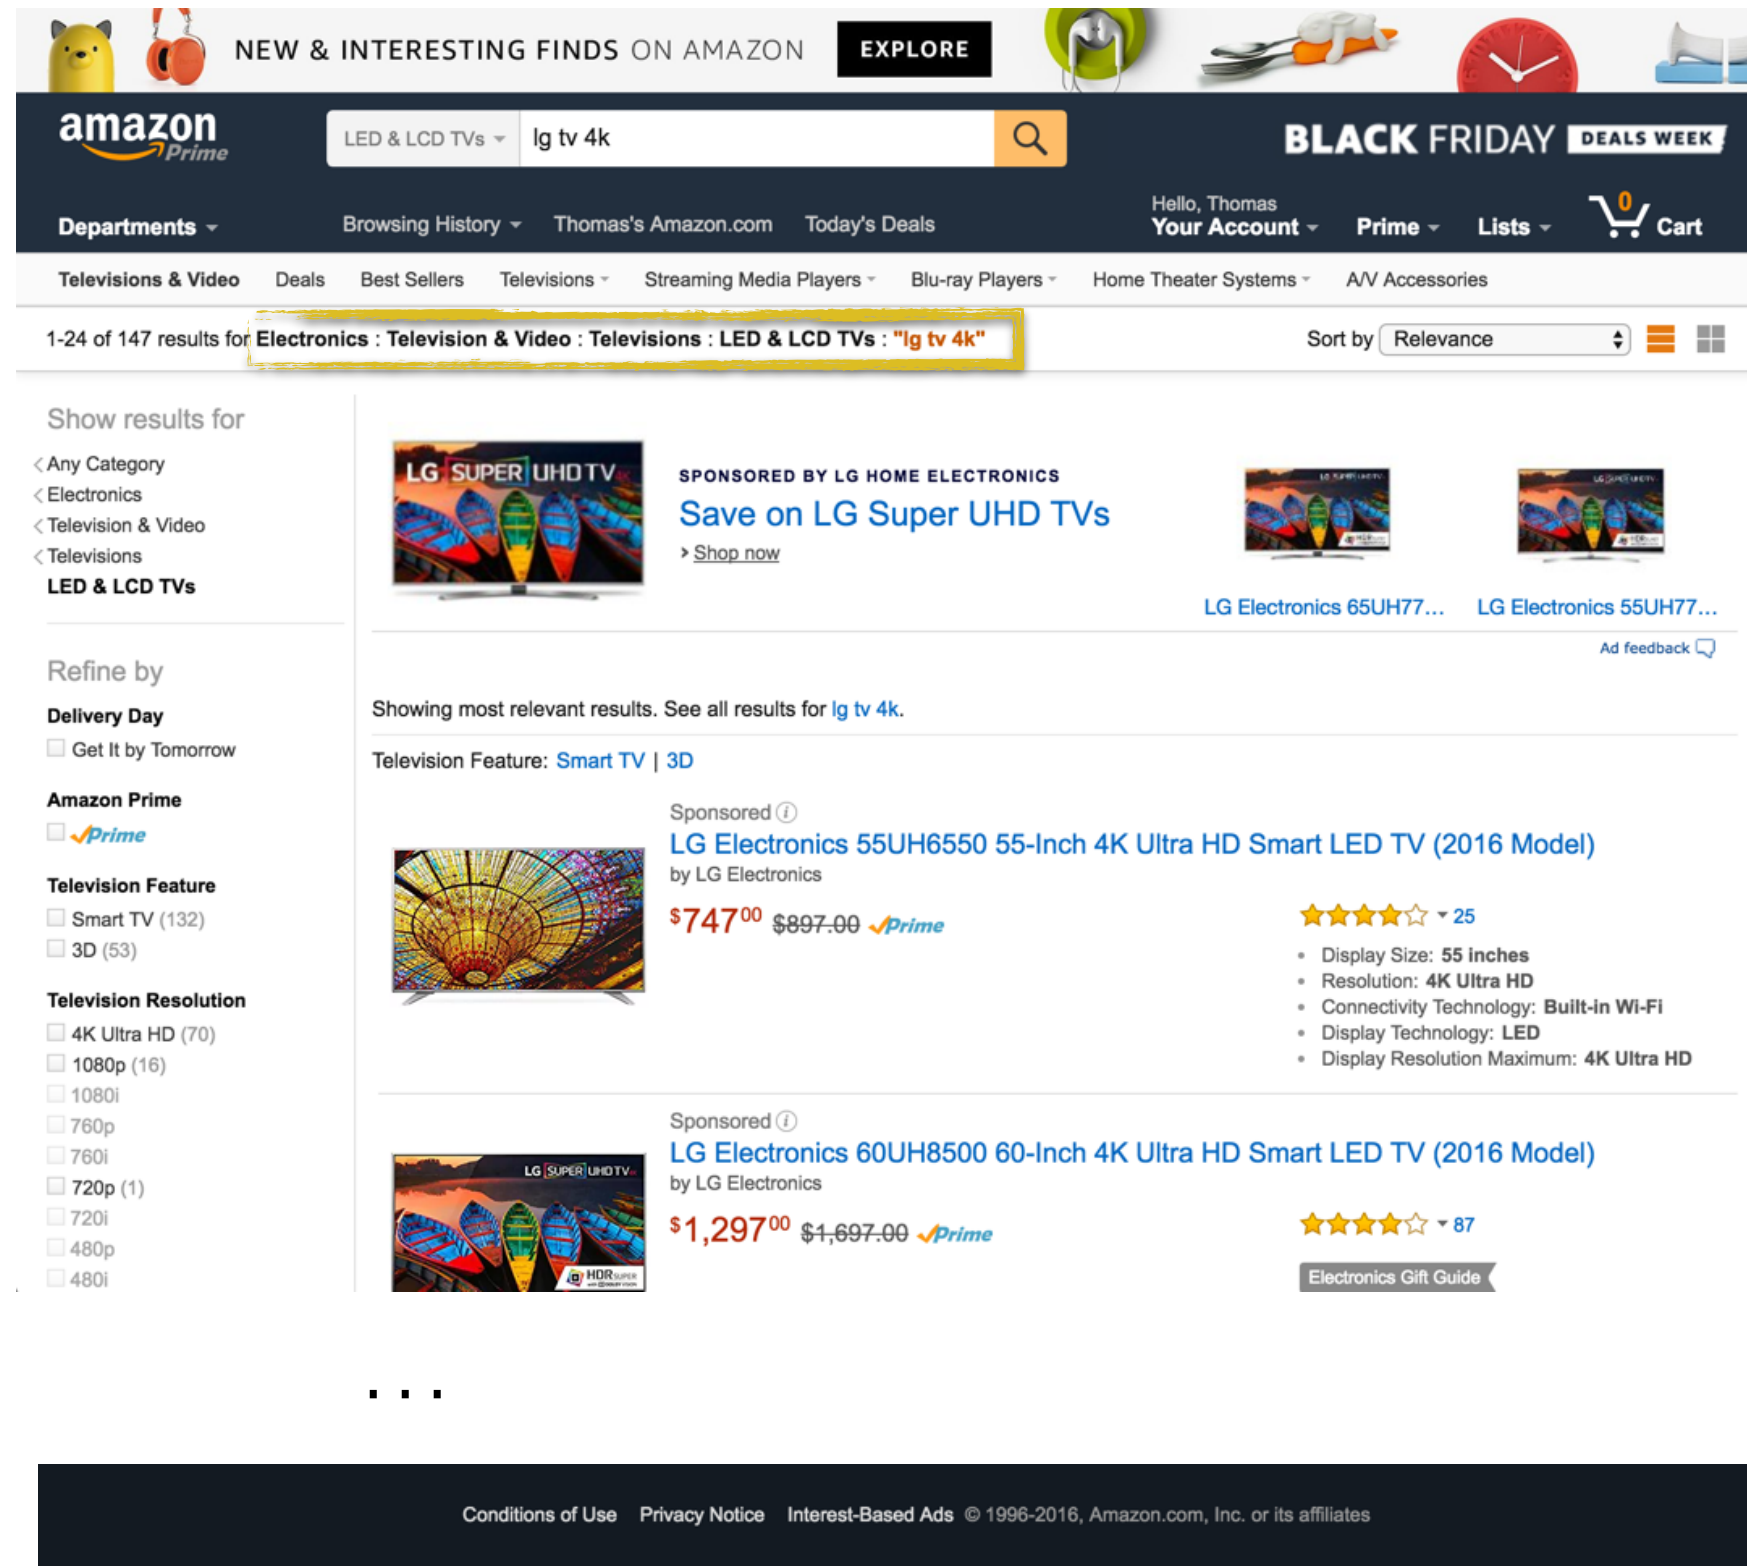 NEW & INTERESTING FINDS ON AMAZON EXPLORE
amazon Prime
LED & LCD TVs lg tv 4k
BLACK FRIDAY DEALS WEEK
Departments Browsing History Thomas's Amazon.com Today's Deals
Hello, Thomas
Your Account Prime Lists 0 Cart
Televisions & Video Deals Best Sellers Televisions Streaming Media Players Blu-ray Players Home Theater Systems A/V Accessories
1-24 of 147 results for Electronics : Television & Video : Televisions : LED & LCD TVs : "lg tv 4k" Sort by Relevance
Show results for
Any Category
Electronics
Television & Video
Televisions
LED & LCD TVs
Refine by
Delivery Day
Get It by Tomorrow
Amazon Prime
Prime
Television Feature
Smart TV (132)
3D (53)
Television Resolution
4K Ultra HD (70)
1080p (16)
1080i
760p
760i
720p (1)
720i
480p
480i
LG SUPER UHD TV
SPONSORED BY LG HOME ELECTRONICS
Save on LG Super UHD TVs
Shop now
LG Electronics 65UH77...
LG Electronics 55UH77...
Ad feedback
Showing most relevant results. See all results for lg tv 4k.
Television Feature: Smart TV | 3D
Sponsored
LG Electronics 55UH6550 55-Inch 4K Ultra HD Smart LED TV (2016 Model)
by LG Electronics
$747 00 $897.00 Prime
25
• Display Size: 55 inches
• Resolution: 4K Ultra HD
• Connectivity Technology: Built-in Wi-Fi
• Display Technology: LED
• Display Resolution Maximum: 4K Ultra HD
Sponsored
LG Electronics 60UH8500 60-Inch 4K Ultra HD Smart LED TV (2016 Model)
by LG Electronics
LG SUPER UHD TV
HDR SUPER
$1,297 00 $1,697.00 Prime
87
Electronics Gift Guide
...
Conditions of Use Privacy Notice Interest-Based Ads © 1996-2016, Amazon.com, Inc. or its affiliates